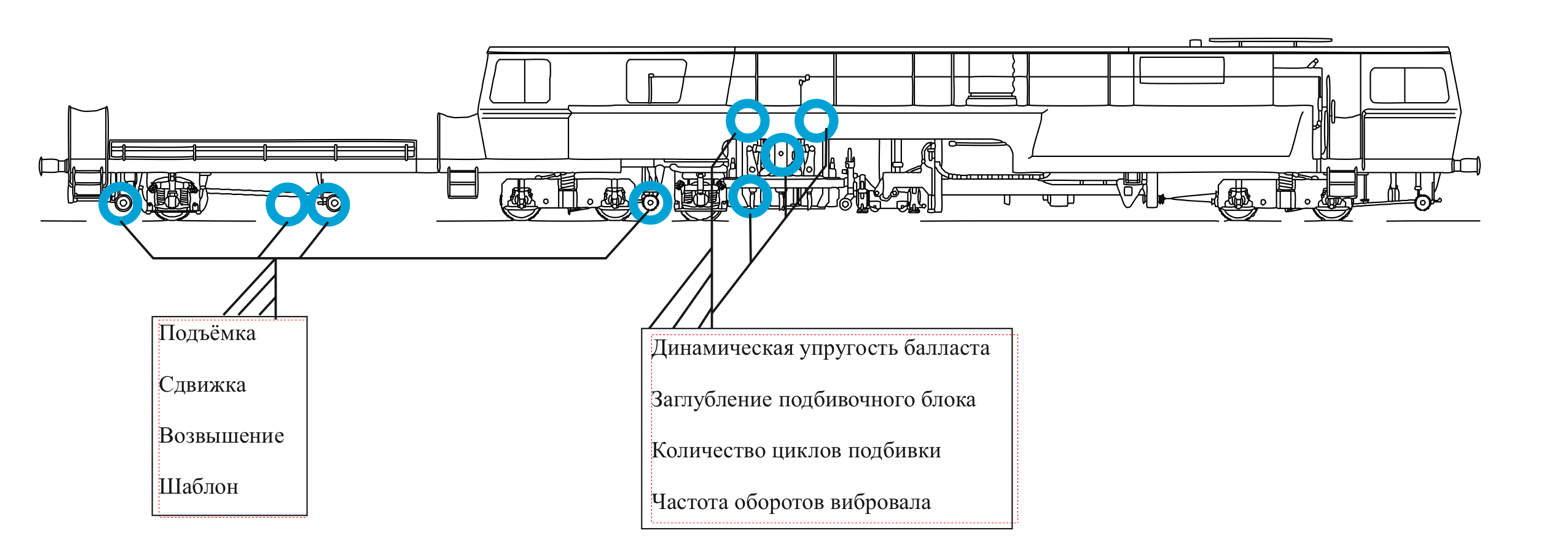 Подъёмка
Сдвижка
Возвышение
Шаблон
Динамическая упругость балласта
Заглубление подбивочного блока
Количество циклов подбивки
Частота оборотов вибровала